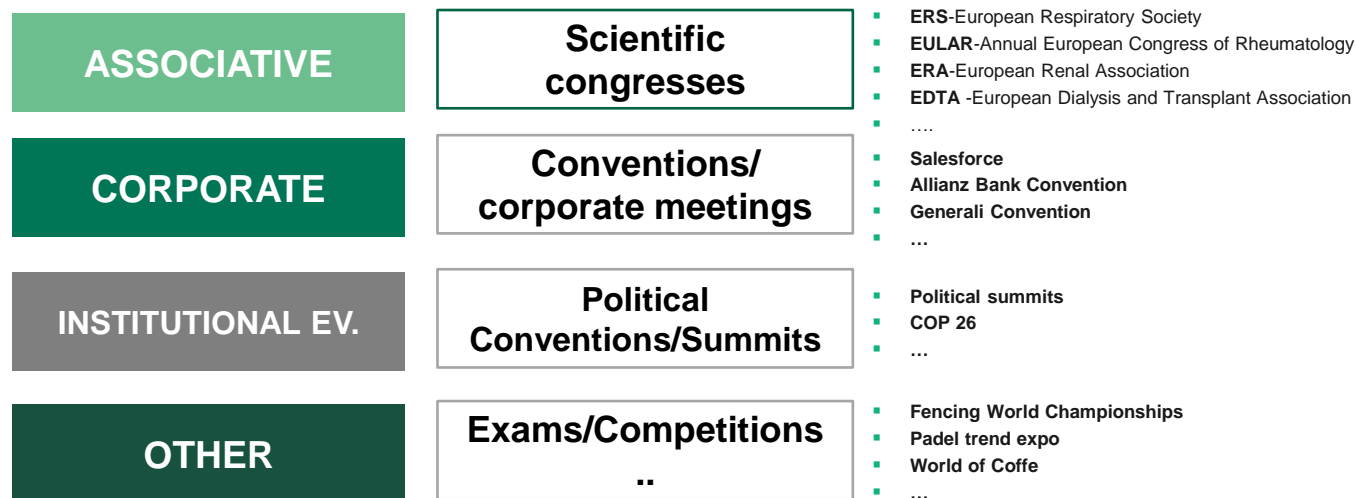 ASSOCIATIVE
Scientific
congresses
ERS-European Respiratory Society
EULAR-Annual European Congress of Rheumatology
ERA-European Renal Association
EDTA -European Dialysis and Transplant Association
….
CORPORATE
Conventions/
corporate meetings
Salesforce
Allianz Bank Convention
Generali Convention
…
INSTITUTIONAL EV.
Political
Conventions/Summits
Political summits
COP 26
…
OTHER
Exams/Competitions
..
Fencing World Championships
Padel trend expo
World of Coffe
…